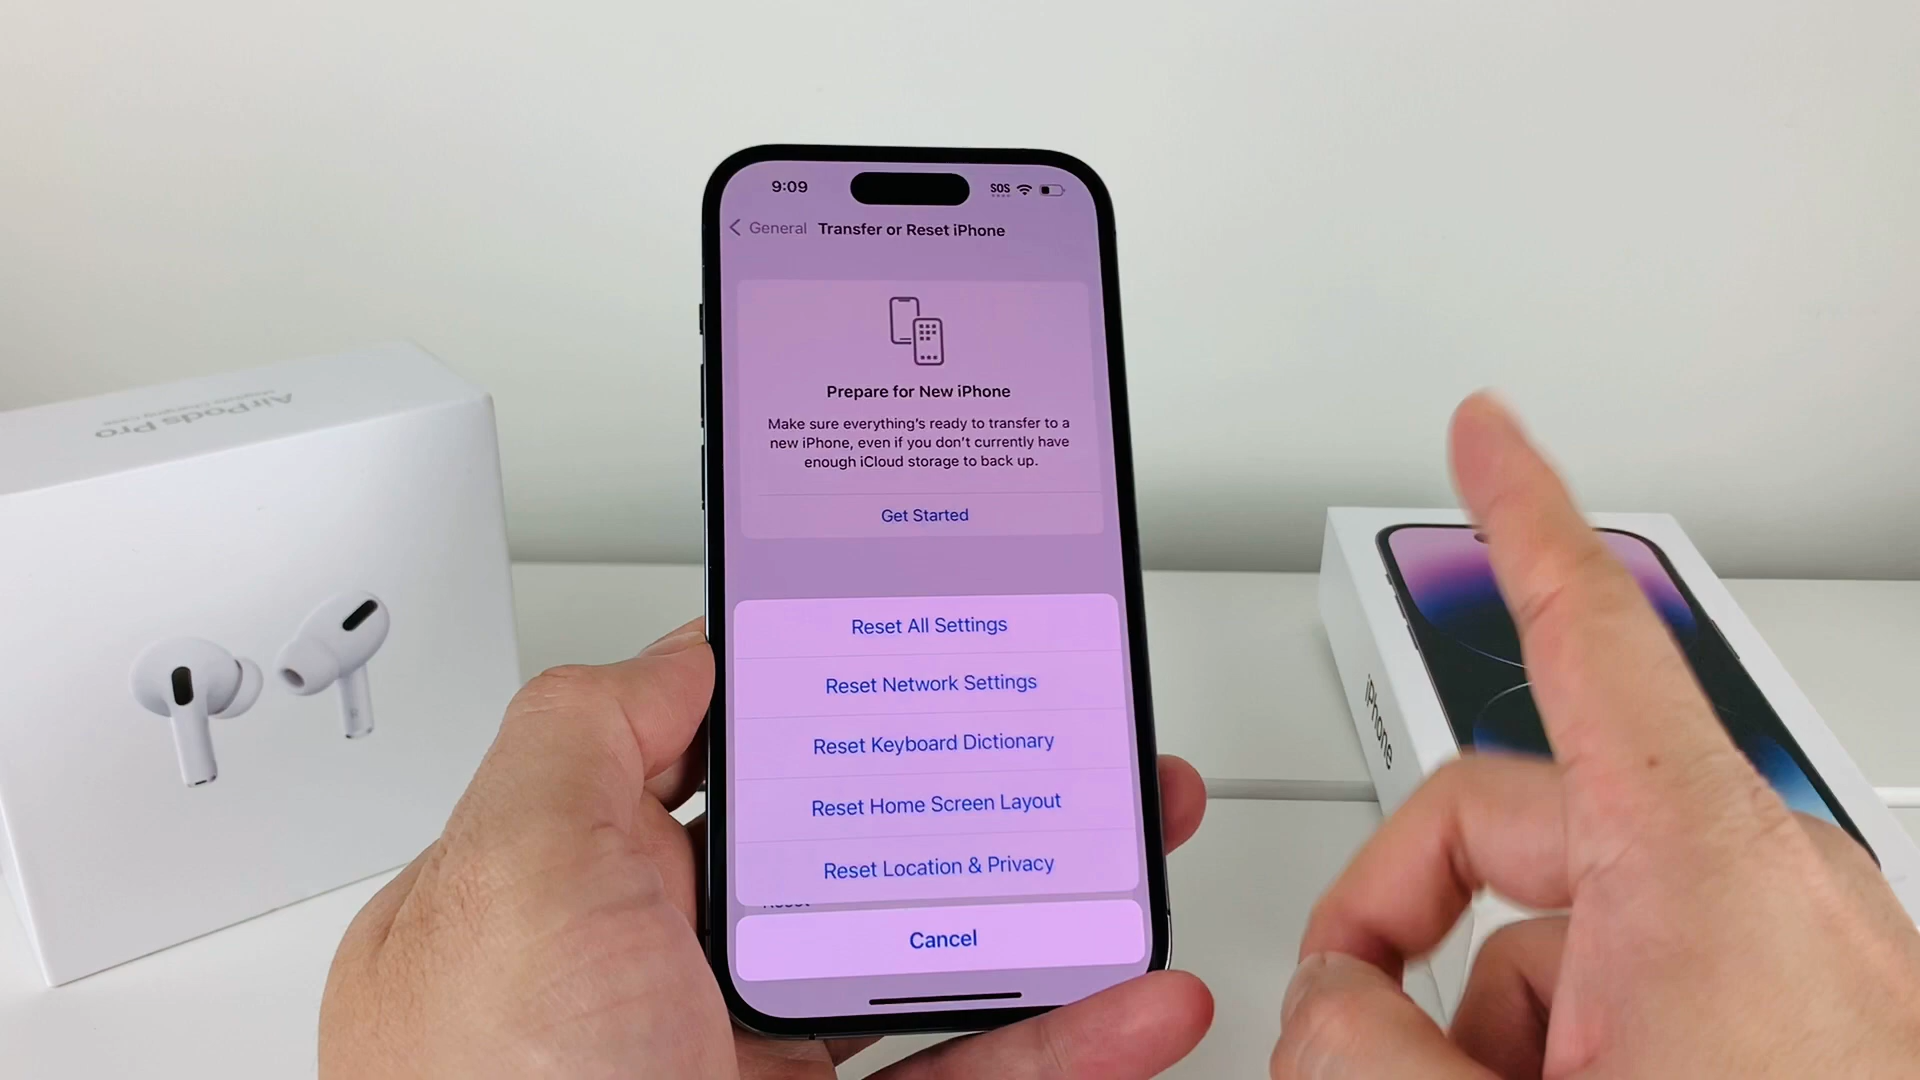 AirPods Pro
9:09
SOS
General
Transfer or Reset iPhone
Prepare for New iPhone
Make sure everything's ready to transfer to a
new iPhone, even if you don't currently have
enough iCloud storage to back up.
Get Started
Reset All Settings
Reset Network Settings
Reset Keyboard Dictionary
Reset Home Screen Layout
Reset Location & Privacy
Reset
Cancel
iPhone